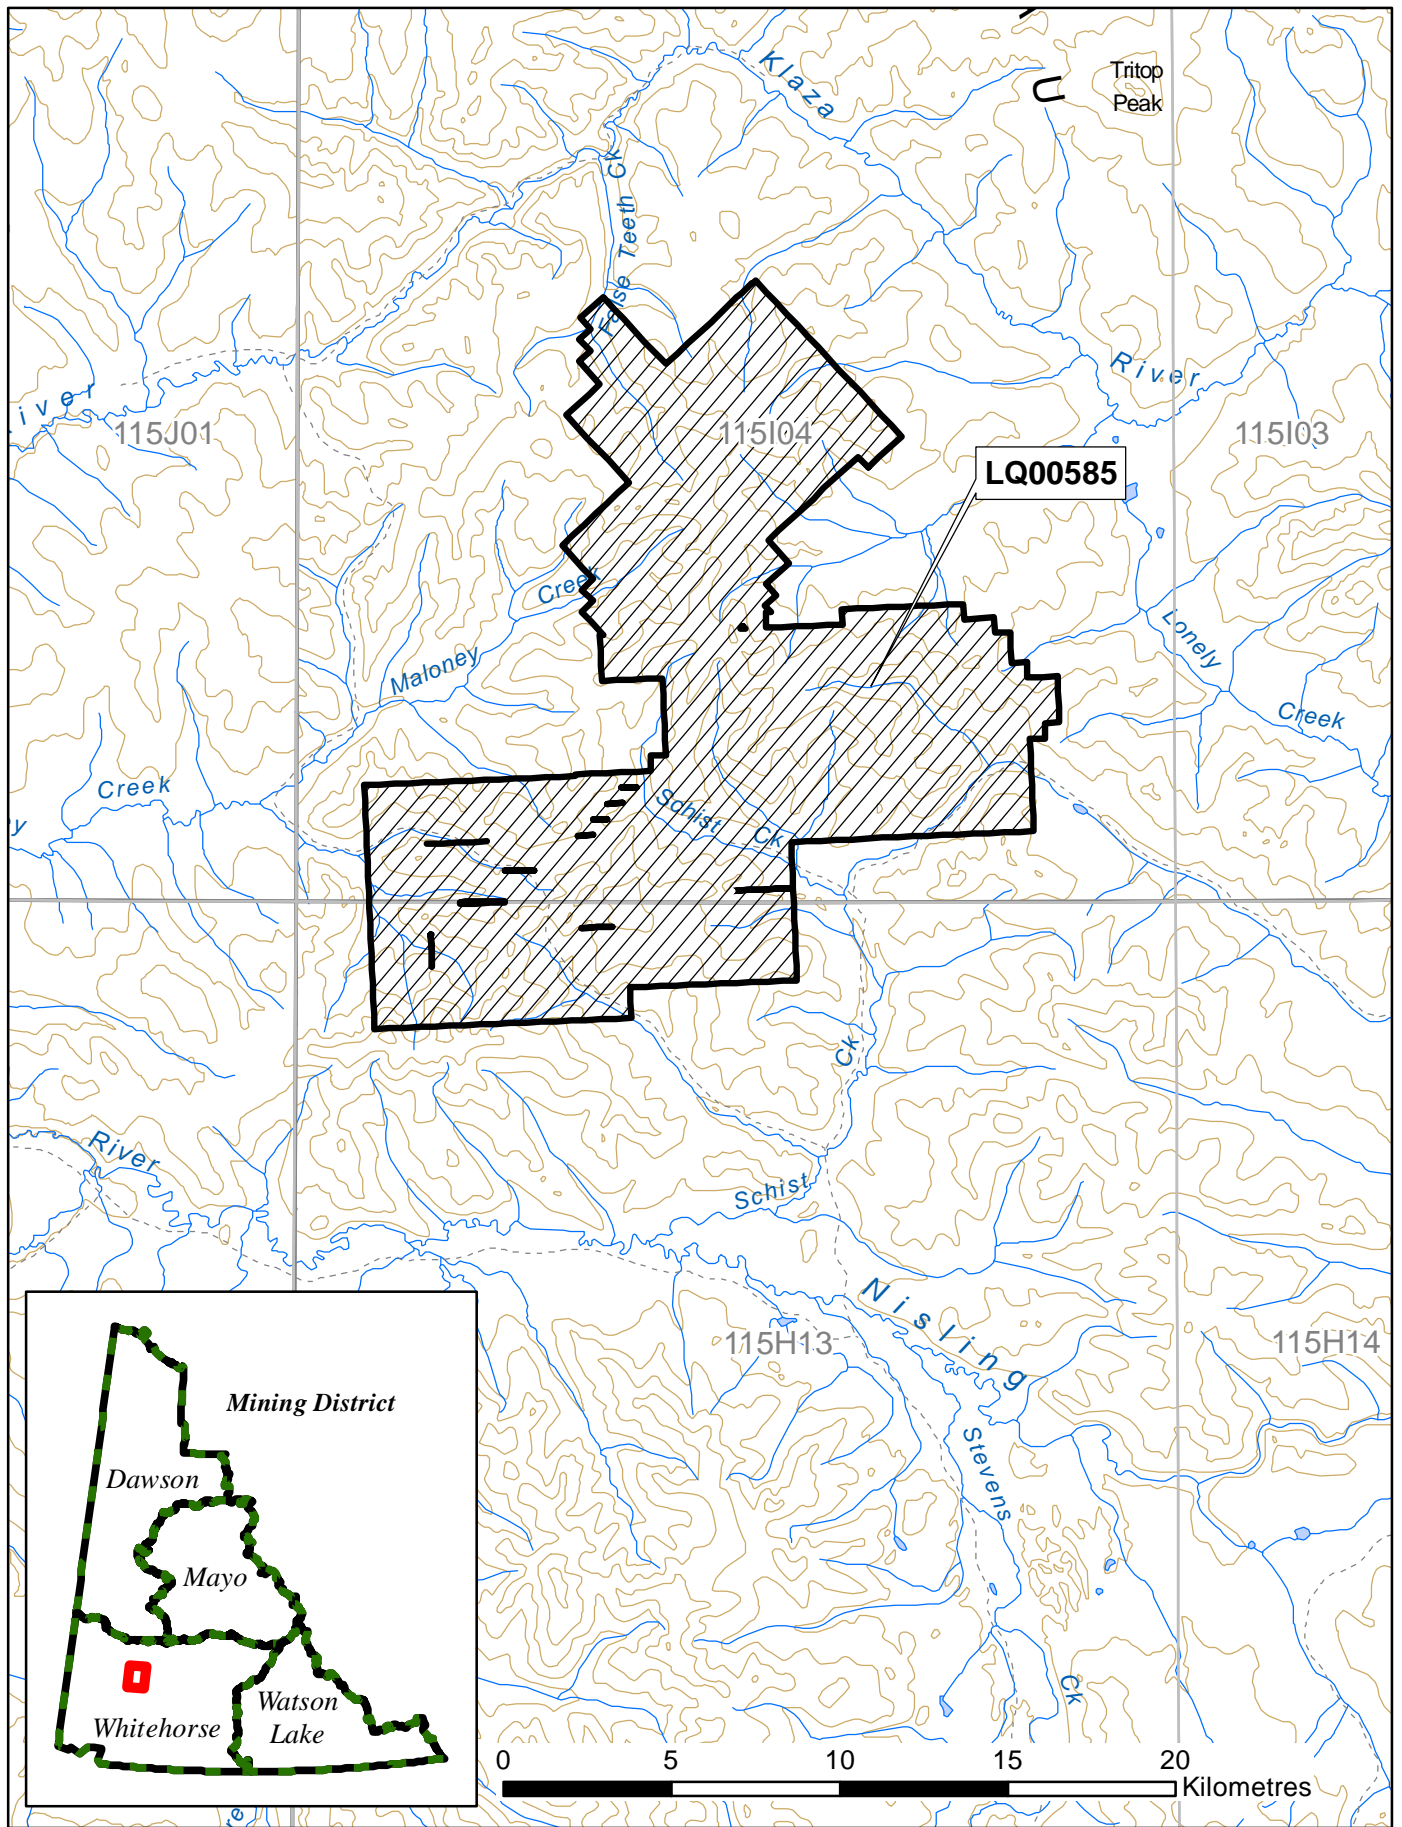 Klaza
Tritop
Peak
False Teeth Ck
River
iver
115J01
115I04
115I03
LQ00585
Creek
Maloney
Lonely
Creek
Creek
y
Schist
Ck
Ck
River
Schist
Nisling
115H13
115H14
Stevens
Ck
Mining District
Dawson
Mayo
Watson
Lake
Whitehorse
0 5 10 15 20
Kilometres
re